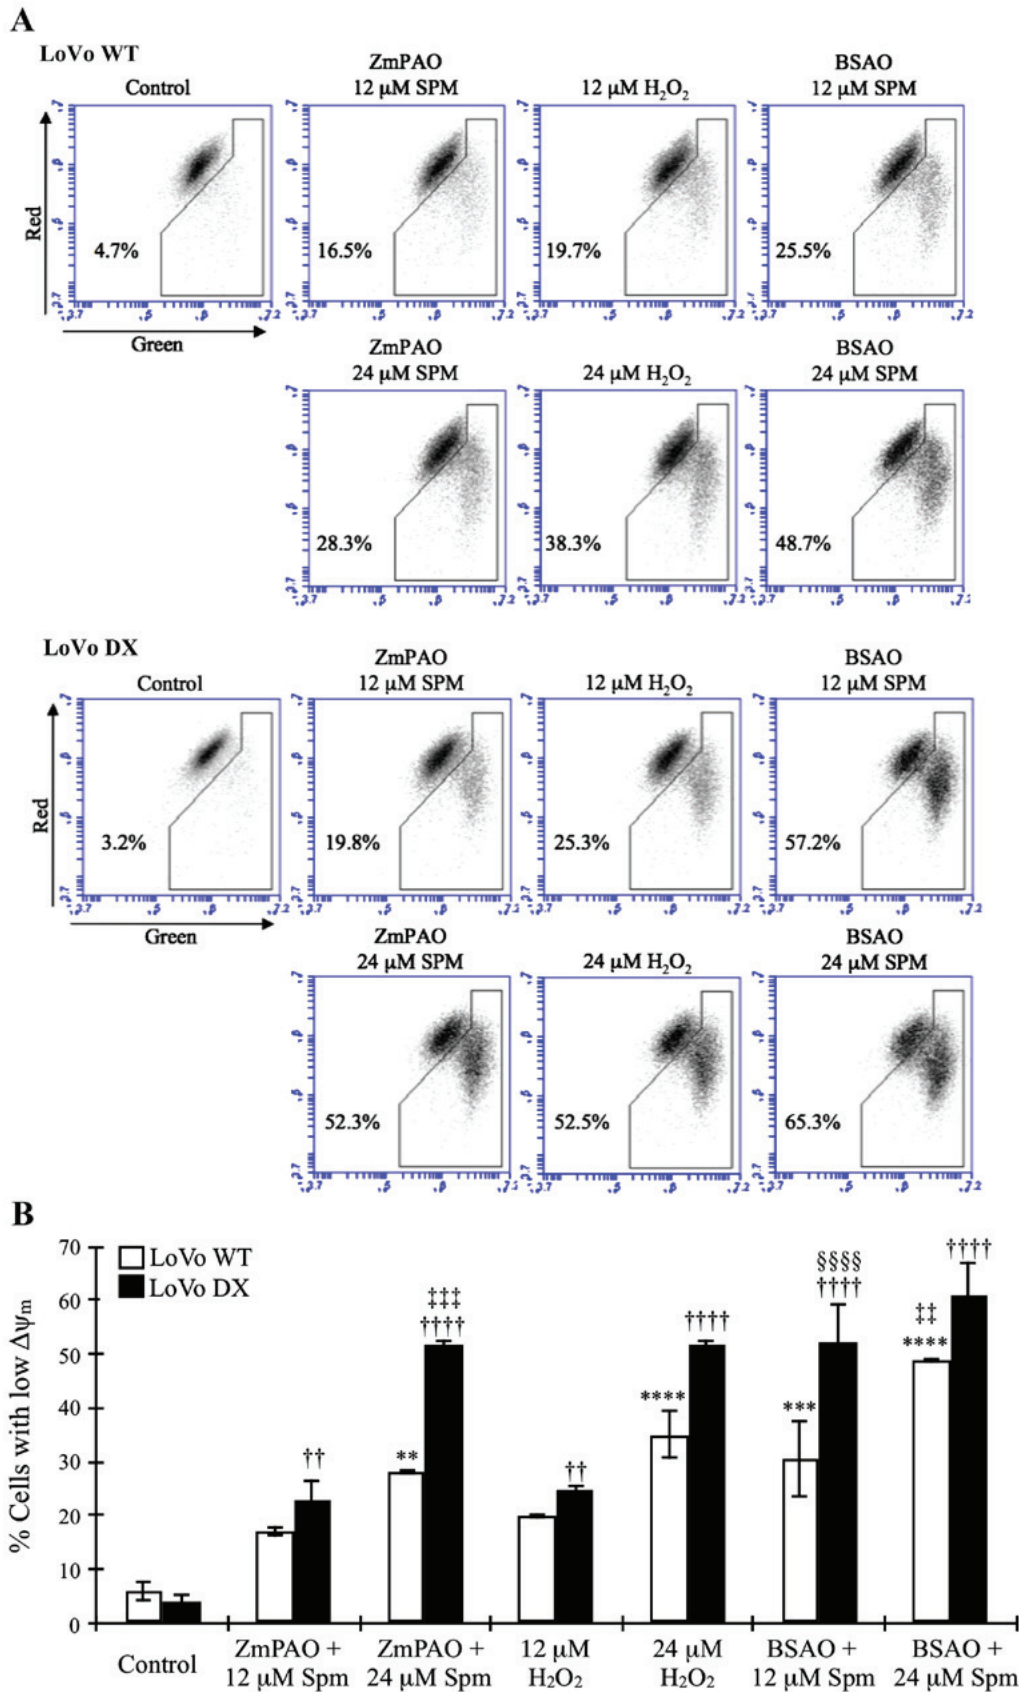 A
LoVo WT
Control
ZmPAO
12 μM SPM
12 μM H₂O₂
BSAO
12 μM SPM
Red
4.7%
16.5%
19.7%
25.5%
Green
ZmPAO
24 μM SPM
24 μM H₂O₂
BSAO
24 μM SPM
28.3%
38.3%
48.7%
LoVo DX
Control
ZmPAO
12 μM SPM
12 μM H₂O₂
BSAO
12 μM SPM
Red
3.2%
19.8%
25.3%
57.2%
Green
ZmPAO
24 μM SPM
24 μM H₂O₂
BSAO
24 μM SPM
52.3%
52.5%
65.3%
B
% Cells with low Δψm
70
60
50
40
30
20
10
0
LoVo WT
LoVo DX
††
**
‡‡‡
††††
††
****
††††
***
§§§§
††††
‡‡
****
††††
Control
ZmPAO +
12 μM Spm
ZmPAO +
24 μM Spm
12 μM
H₂O₂
24 μM
H₂O₂
BSAO +
12 μM Spm
BSAO +
24 μM Spm